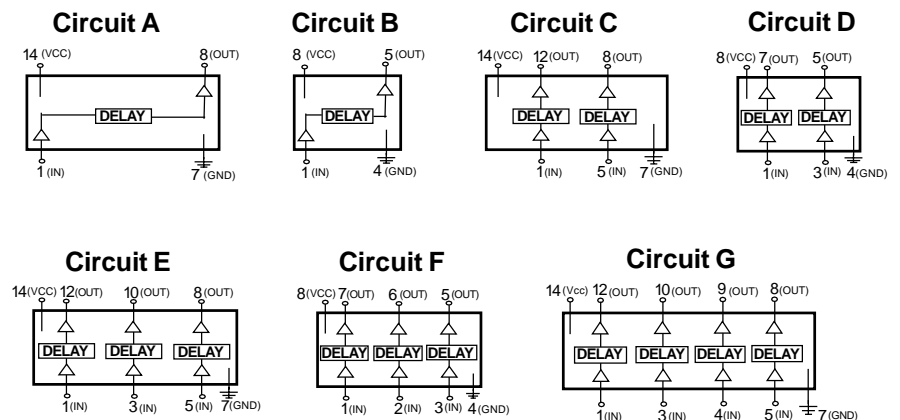 Circuit A Circuit B Circuit C Circuit D
14 (VCC) 8 (OUT) 8 (VCC) 5 (OUT) 14 (VCC) 12 (OUT) 8 (OUT) 8 (VCC) 7 (OUT) 5 (OUT)
DELAY DELAY DELAY DELAY DELAY DELAY
1 (IN) 7 (GND) 1 (IN) 4 (GND) 1 (IN) 5 (IN) 7 (GND) 1 (IN) 3 (IN) 4 (GND)
Circuit E Circuit F Circuit G
14 (VCC) 12 (OUT) 10 (OUT) 8 (OUT) 8 (VCC) 7 (OUT) 6 (OUT) 5 (OUT) 14 (Vcc) 12 (OUT) 10 (OUT) 9 (OUT) 8 (OUT)
DELAY DELAY DELAY DELAY DELAY DELAY DELAY DELAY DELAY DELAY
1 (IN) 3 (IN) 5 (IN) 7 (GND) 1 (IN) 2 (IN) 3 (IN) 4 (GND) 1 (IN) 3 (IN) 4 (IN) 5 (IN) 7 (GND)